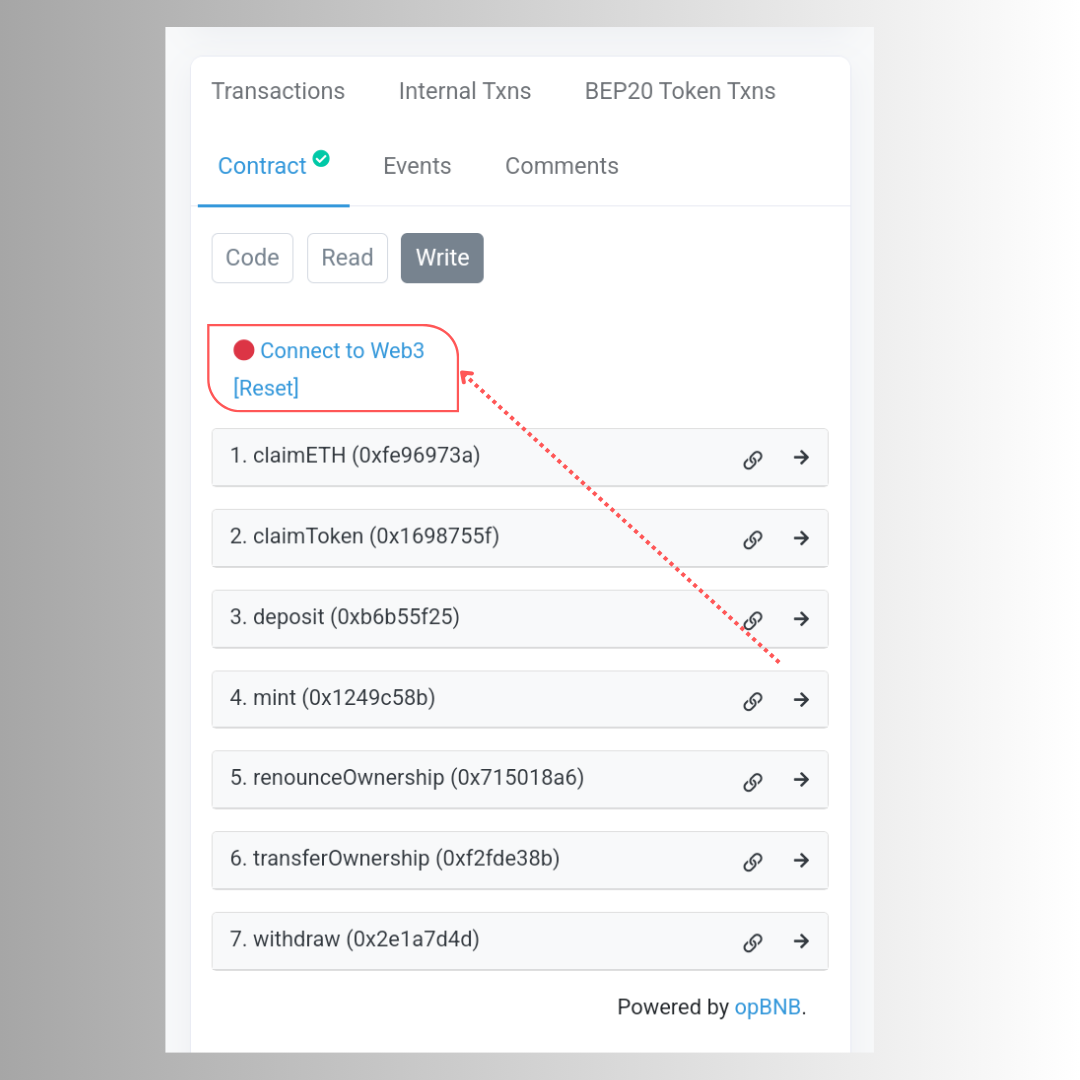 Transactions Internal Txns BEP20 Token Txns
Contract Events Comments
Code Read Write
Connect to Web3
[Reset]
1. claimETH (0xfe96973a)
2. claimToken (0x1698755f)
3. deposit (0xb6b55f25)
4. mint (0x1249c58b)
5. renounceOwnership (0x715018a6)
6. transferOwnership (0xf2fde38b)
7. withdraw (0x2e1a7d4d)
Powered by opBNB.